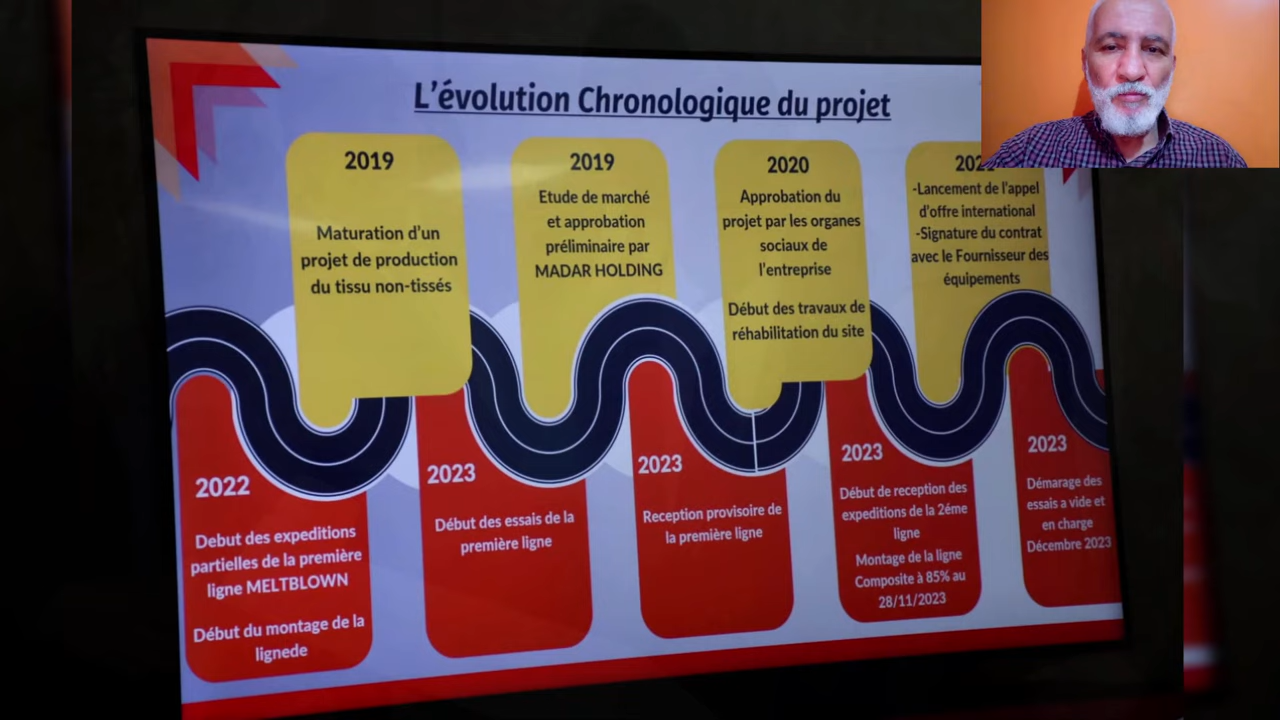 L'évolution Chronologique du projet
2019
Maturation d'un
projet de production
du tissu non-tissés
2019
Etude de marché
et approbation
préliminaire par
MADAR HOLDING
2020
Approbation du
projet par les organes
sociaux de
l'entreprise
Début des travaux de
réhabilitation du site
-Lancement de l'appel
d'offre international
-Signature du contrat
avec le Fournisseur des
équipements
2022
Debut des expeditions
partielles de la première
ligne MELTBLOWN
Début du montage de la
lignede
2023
Début des essais de la
première ligne
2023
Reception provisoire de
la première ligne
2023
Début de reception des
expeditions de la 2éme
ligne
Montage de la ligne
Composite à 85% au
28/11/2023
2023
Démarage des
essais a vide et
en charge
Décembre 2023